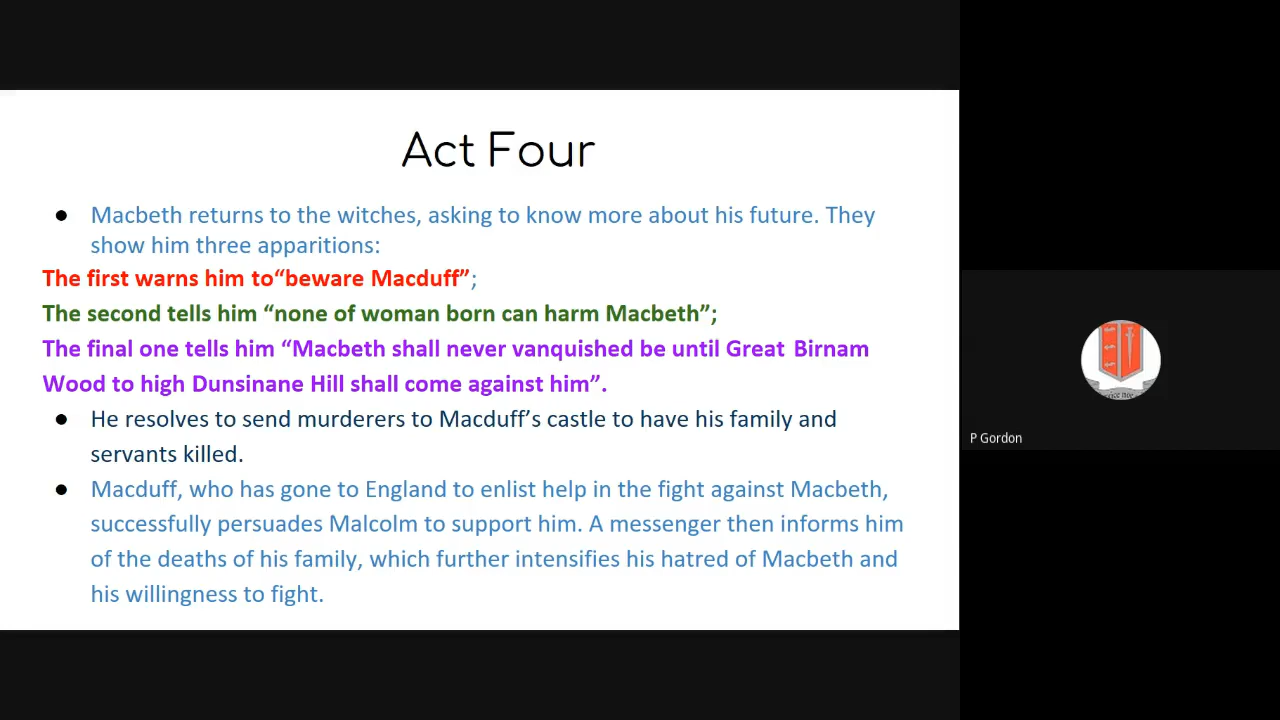 Act Four
● Macbeth returns to the witches, asking to know more about his future. They
show him three apparitions:
The first warns him to“beware Macduff”;
The second tells him “none of woman born can harm Macbeth”;
The final one tells him “Macbeth shall never vanquished be until Great Birnam
Wood to high Dunsinane Hill shall come against him”.
● He resolves to send murderers to Macduff’s castle to have his family and
servants killed.
● Macduff, who has gone to England to enlist help in the fight against Macbeth,
successfully persuades Malcolm to support him. A messenger then informs him
of the deaths of his family, which further intensifies his hatred of Macbeth and
his willingness to fight.
P Gordon